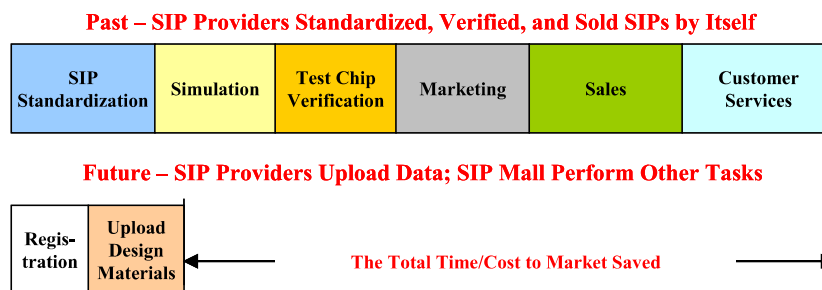 Past – SIP Providers Standardized, Verified, and Sold SIPs by Itself
SIP
Standardization
Simulation
Test Chip
Verification
Marketing
Sales
Customer
Services
Future – SIP Providers Upload Data; SIP Mall Perform Other Tasks
Regis-
tration
Upload
Design
Materials
The Total Time/Cost to Market Saved